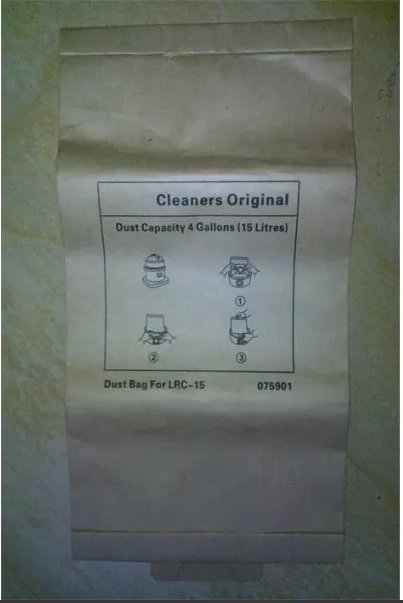 Cleaners Original
Dust Capacity 4 Gallons (15 Litres)
①
② ③
Dust Bag For LRC-15 075901